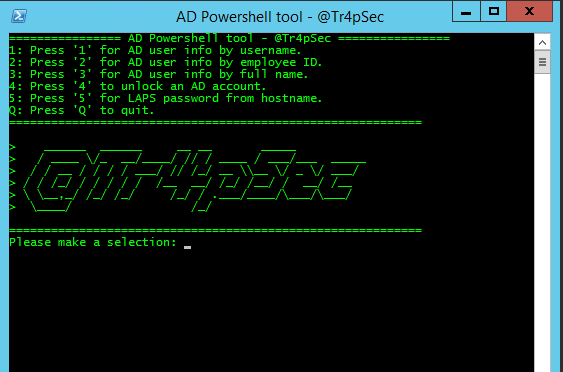 AD Powershell tool - @Tr4pSec
================ AD Powershell tool - @Tr4pSec ================
1: Press '1' for AD user info by username.
2: Press '2' for AD user info by employee ID.
3: Press '3' for AD user info by full name.
4: Press '4' to unlock an AD account.
5: Press '5' for LAPS password from hostname.
Q: Press 'Q' to quit.
===========================================================
@Tr4pSec
===========================================================
Please make a selection: